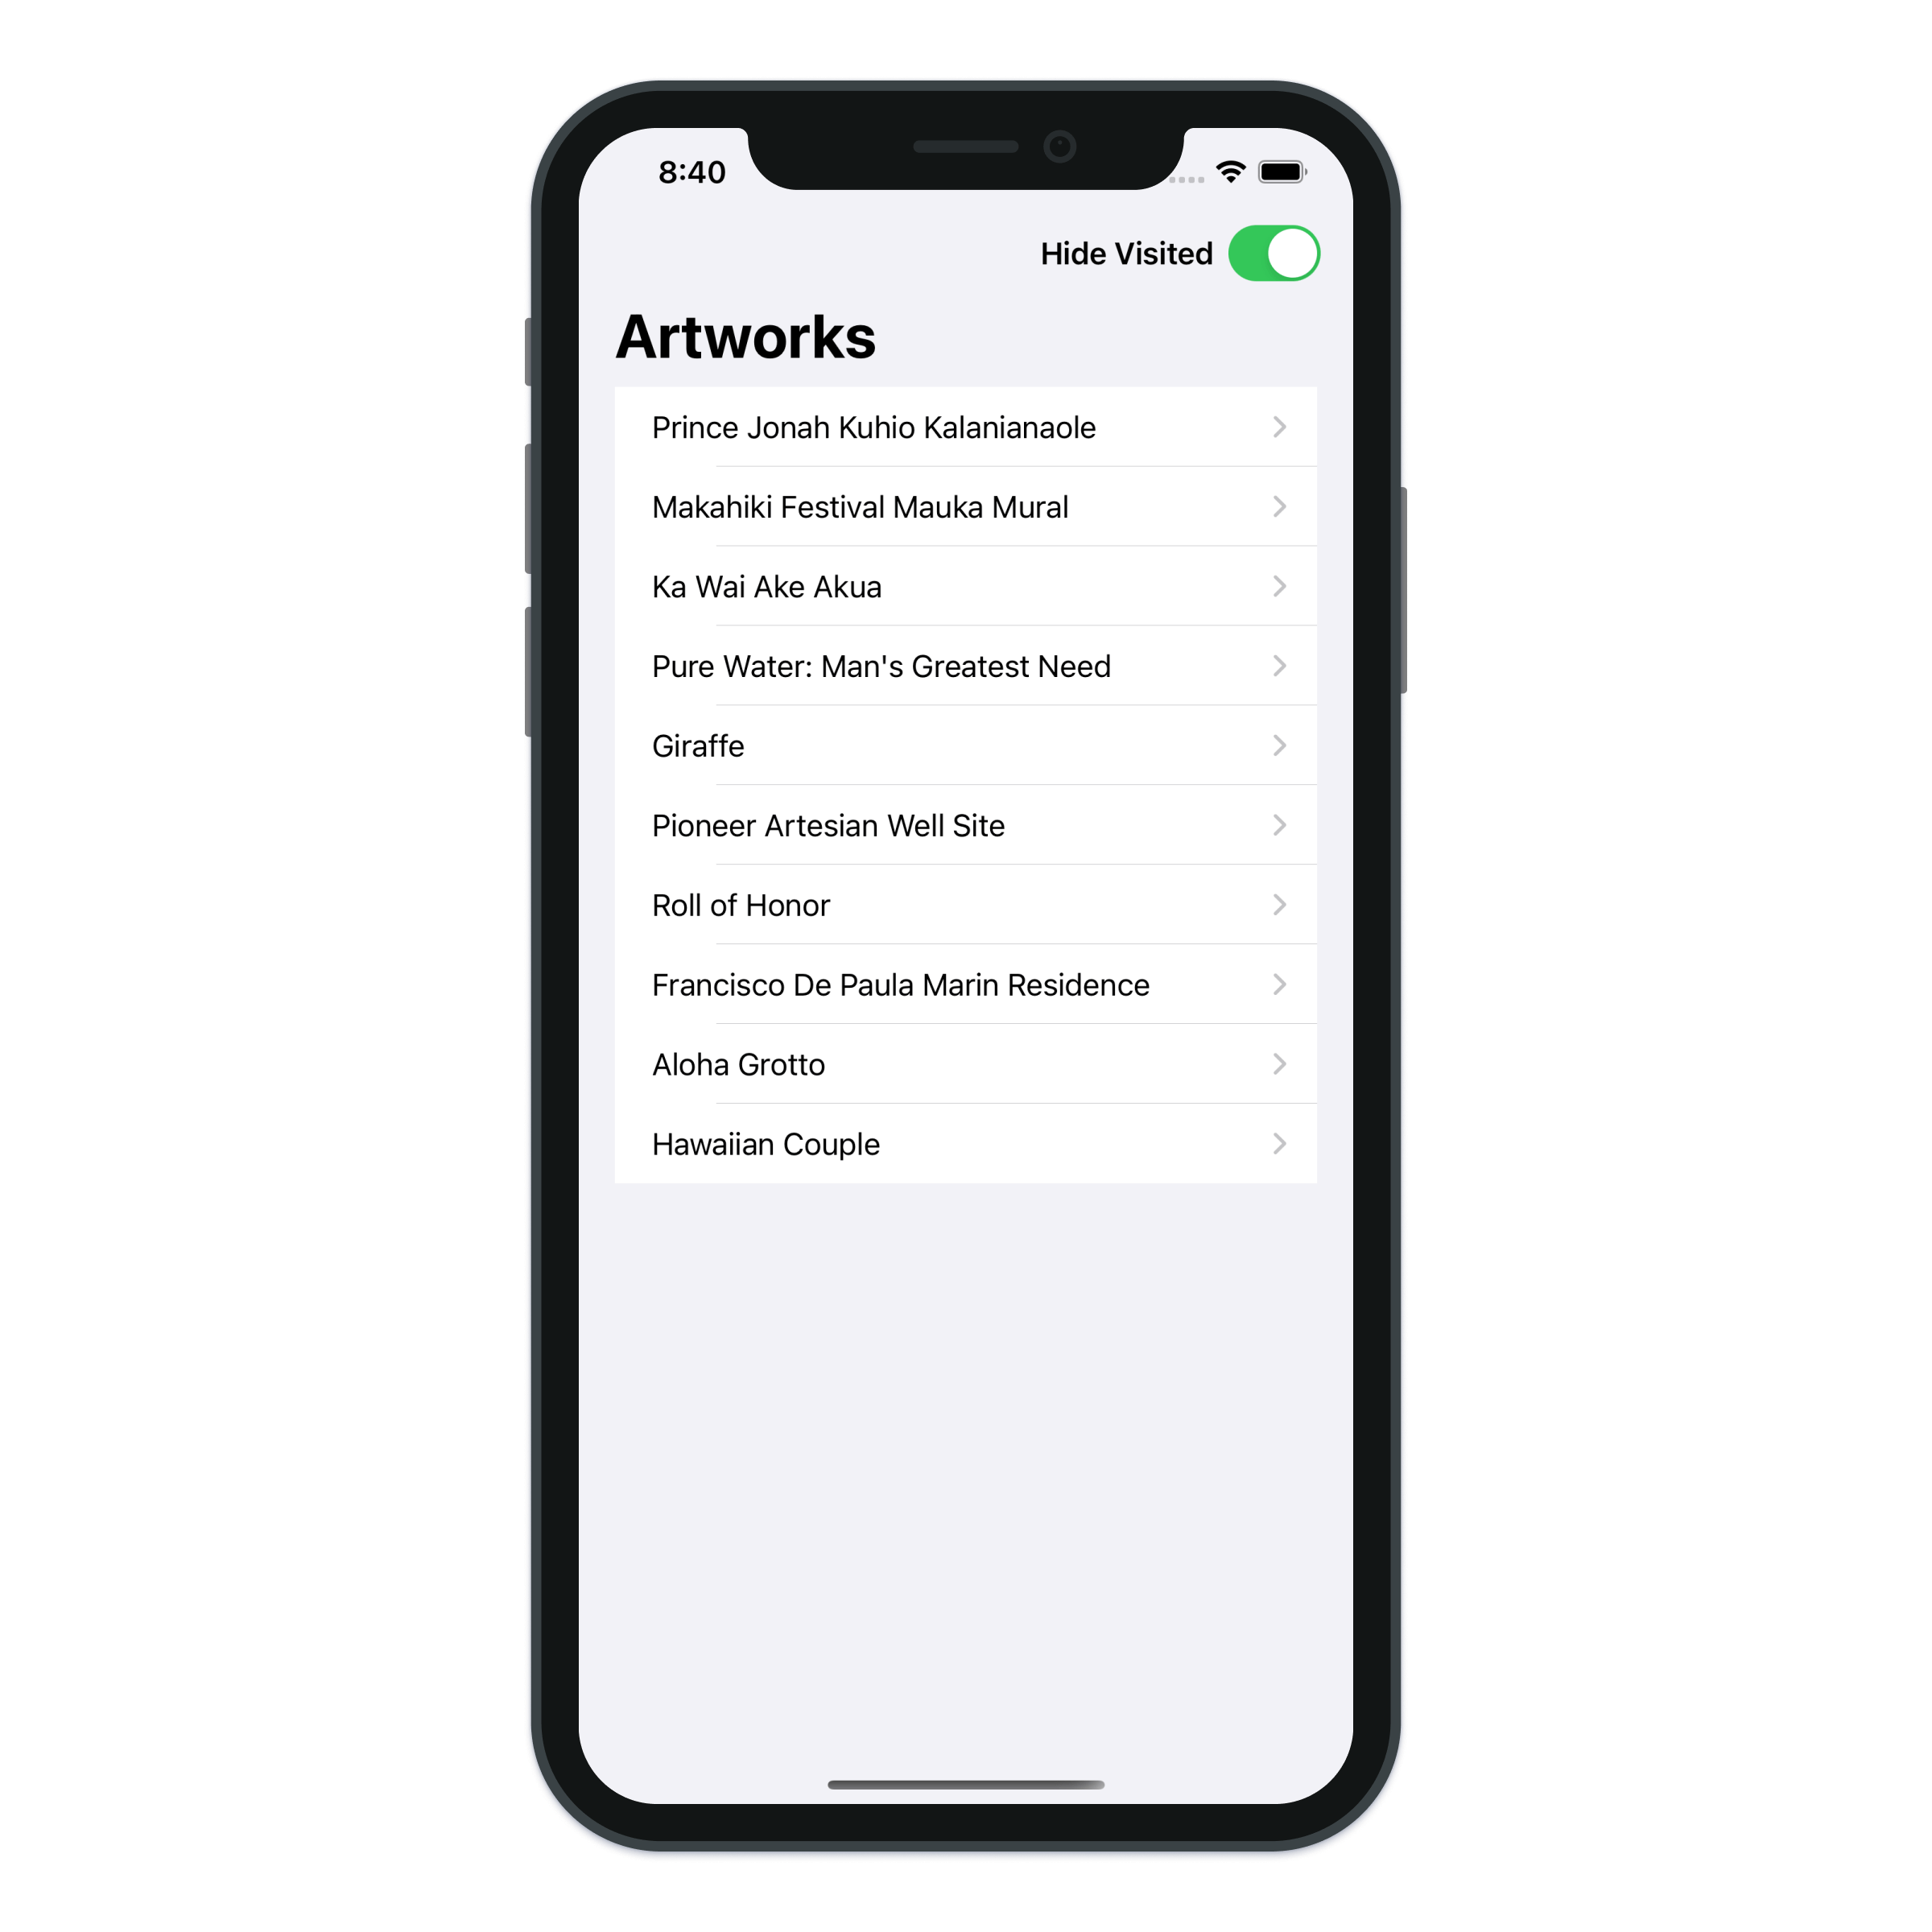 8:40
Hide Visited
Artworks
Prince Jonah Kuhio Kalanianaole
Makahiki Festival Mauka Mural
Ka Wai Ake Akua
Pure Water: Man's Greatest Need
Giraffe
Pioneer Artesian Well Site
Roll of Honor
Francisco De Paula Marin Residence
Aloha Grotto
Hawaiian Couple